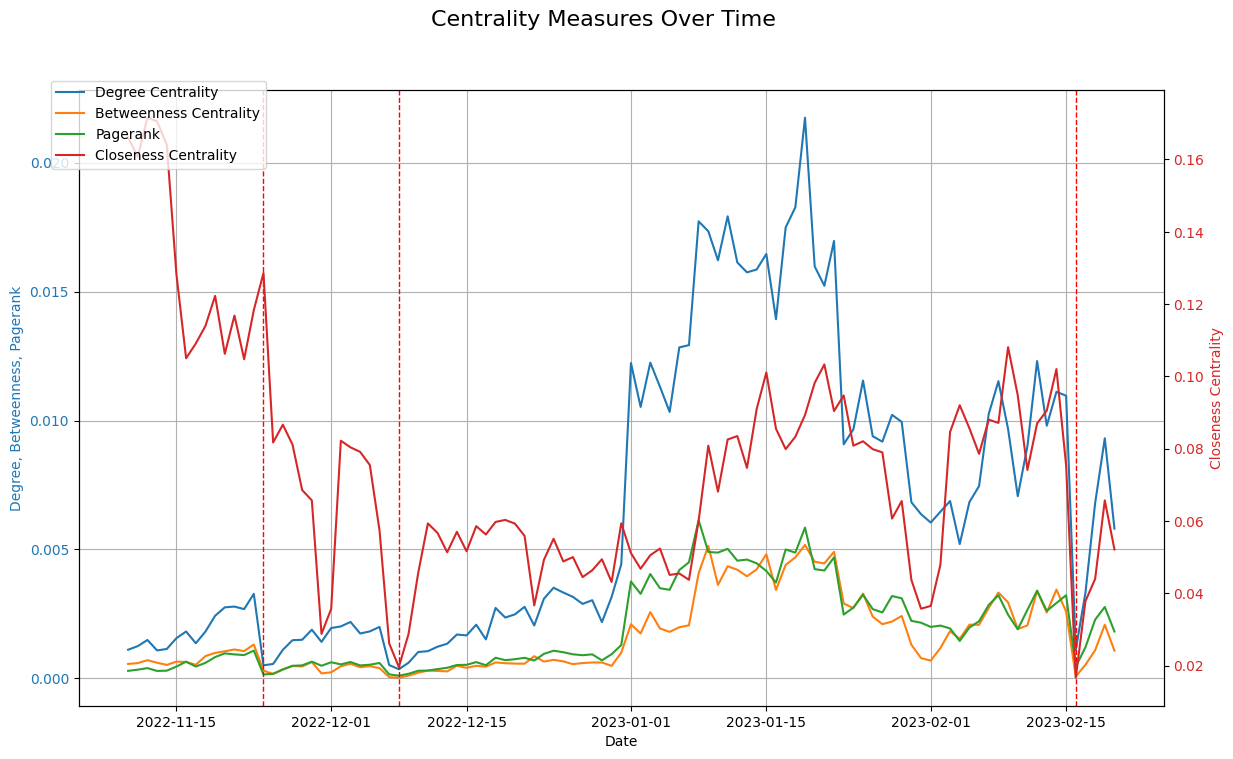 Centrality Measures Over Time
Degree Centrality
Betweenness Centrality
Pagerank
Closeness Centrality
0.020
0.015
0.010
0.005
0.000
Degree, Betweenness, Pagerank
0.16
0.14
0.12
0.10
0.08
0.06
0.04
0.02
Closeness Centrality
2022-11-15
2022-12-01
2022-12-15
2023-01-01
2023-01-15
2023-02-01
2023-02-15
Date